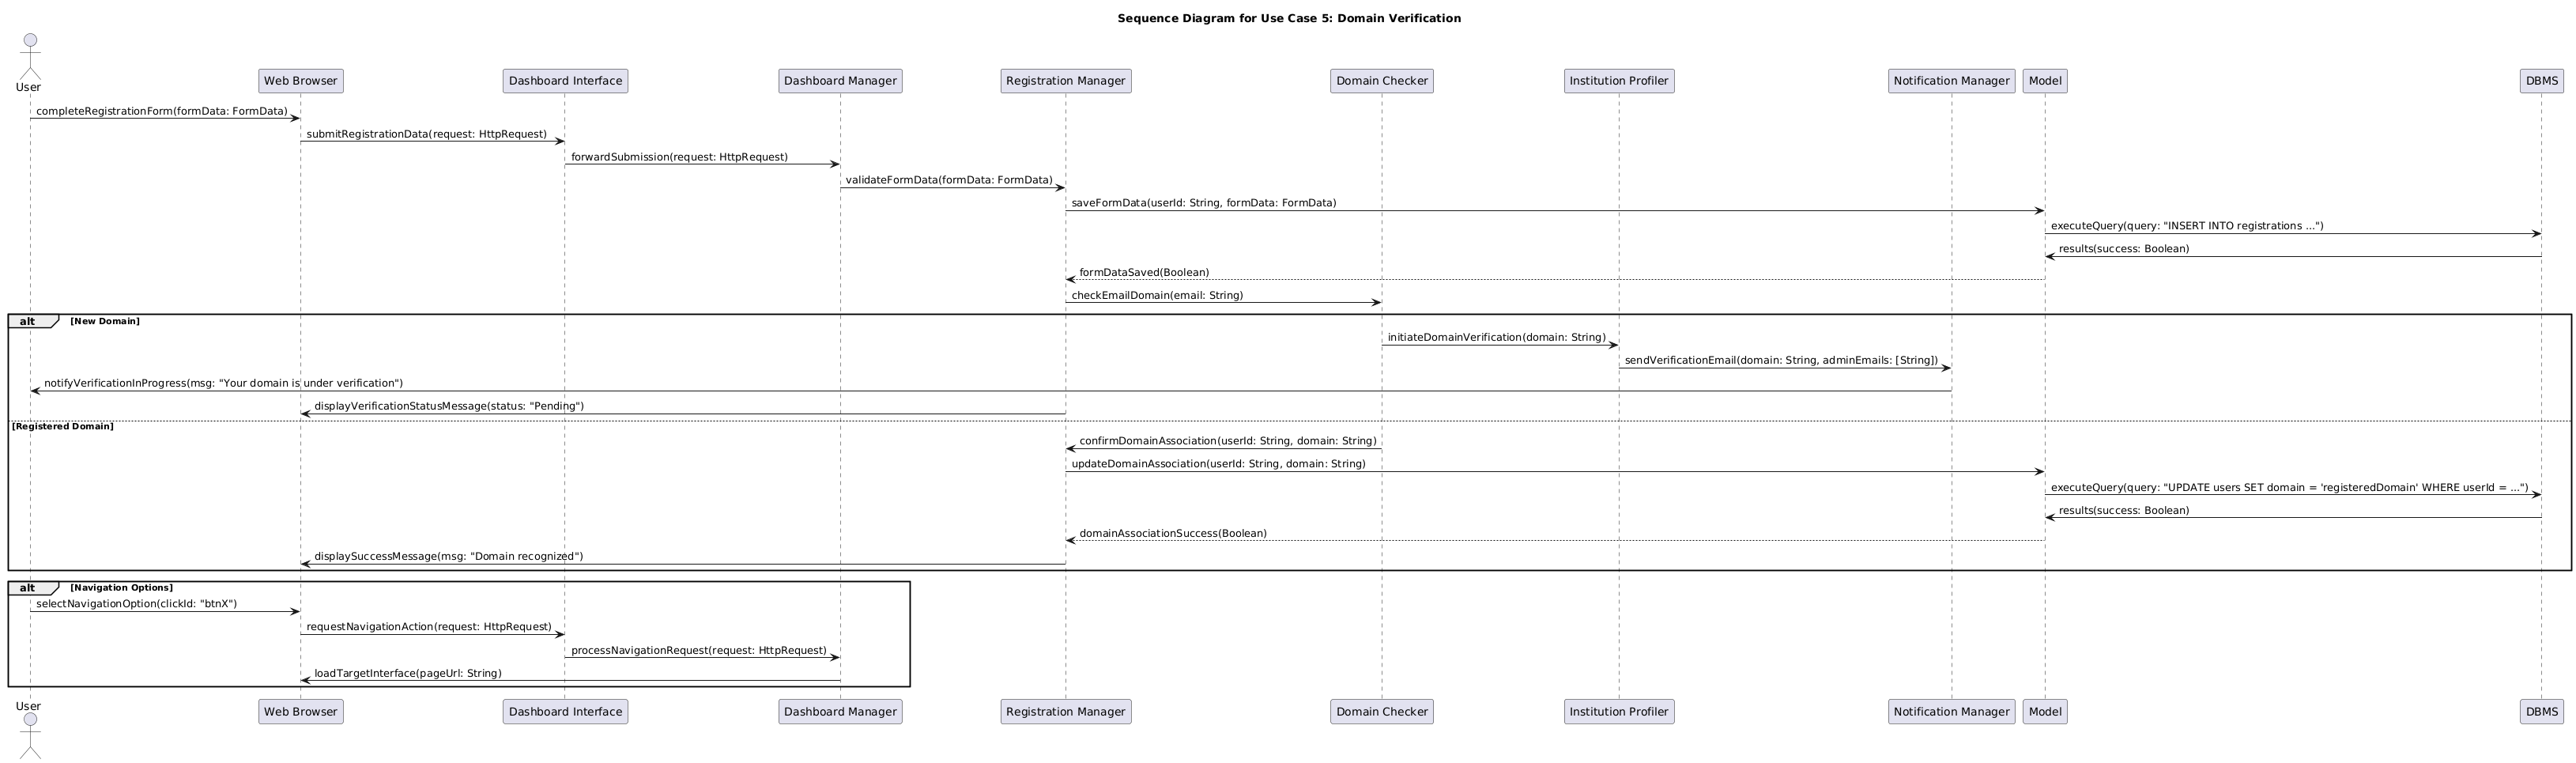 Sequence Diagram for Use Case 5: Domain Verification
User
Web Browser
Dashboard Interface
Dashboard Manager
Registration Manager
Domain Checker
Institution Profiler
Notification Manager
Model
DBMS
completeRegistrationForm(formData: FormData)
submitRegistrationData(request: HttpRequest)
forwardSubmission(request: HttpRequest)
validateFormData(formData: FormData)
saveFormData(userId: String, formData: FormData)
executeQuery(query: "INSERT INTO registrations ...")
results(success: Boolean)
formDataSaved(Boolean)
checkEmailDomain(email: String)
alt [New Domain]
initiateDomainVerification(domain: String)
sendVerificationEmail(domain: String, adminEmails: [String])
notifyVerificationInProgress(msg: "Your domain is under verification")
displayVerificationStatusMessage(status: "Pending")
[Registered Domain]
confirmDomainAssociation(userId: String, domain: String)
updateDomainAssociation(userId: String, domain: String)
executeQuery(query: "UPDATE users SET domain = 'registeredDomain' WHERE userId = ...")
results(success: Boolean)
domainAssociationSuccess(Boolean)
displaySuccessMessage(msg: "Domain recognized")
alt [Navigation Options]
selectNavigationOption(clickId: "btnX")
requestNavigationAction(request: HttpRequest)
processNavigationRequest(request: HttpRequest)
loadTargetInterface(pageUrl: String)
User
Web Browser
Dashboard Interface
Dashboard Manager
Registration Manager
Domain Checker
Institution Profiler
Notification Manager
Model
DBMS